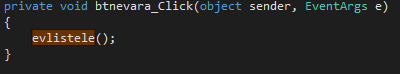 private void btnevara_Click(object sender, EventArgs e)
{
evlistele();
}